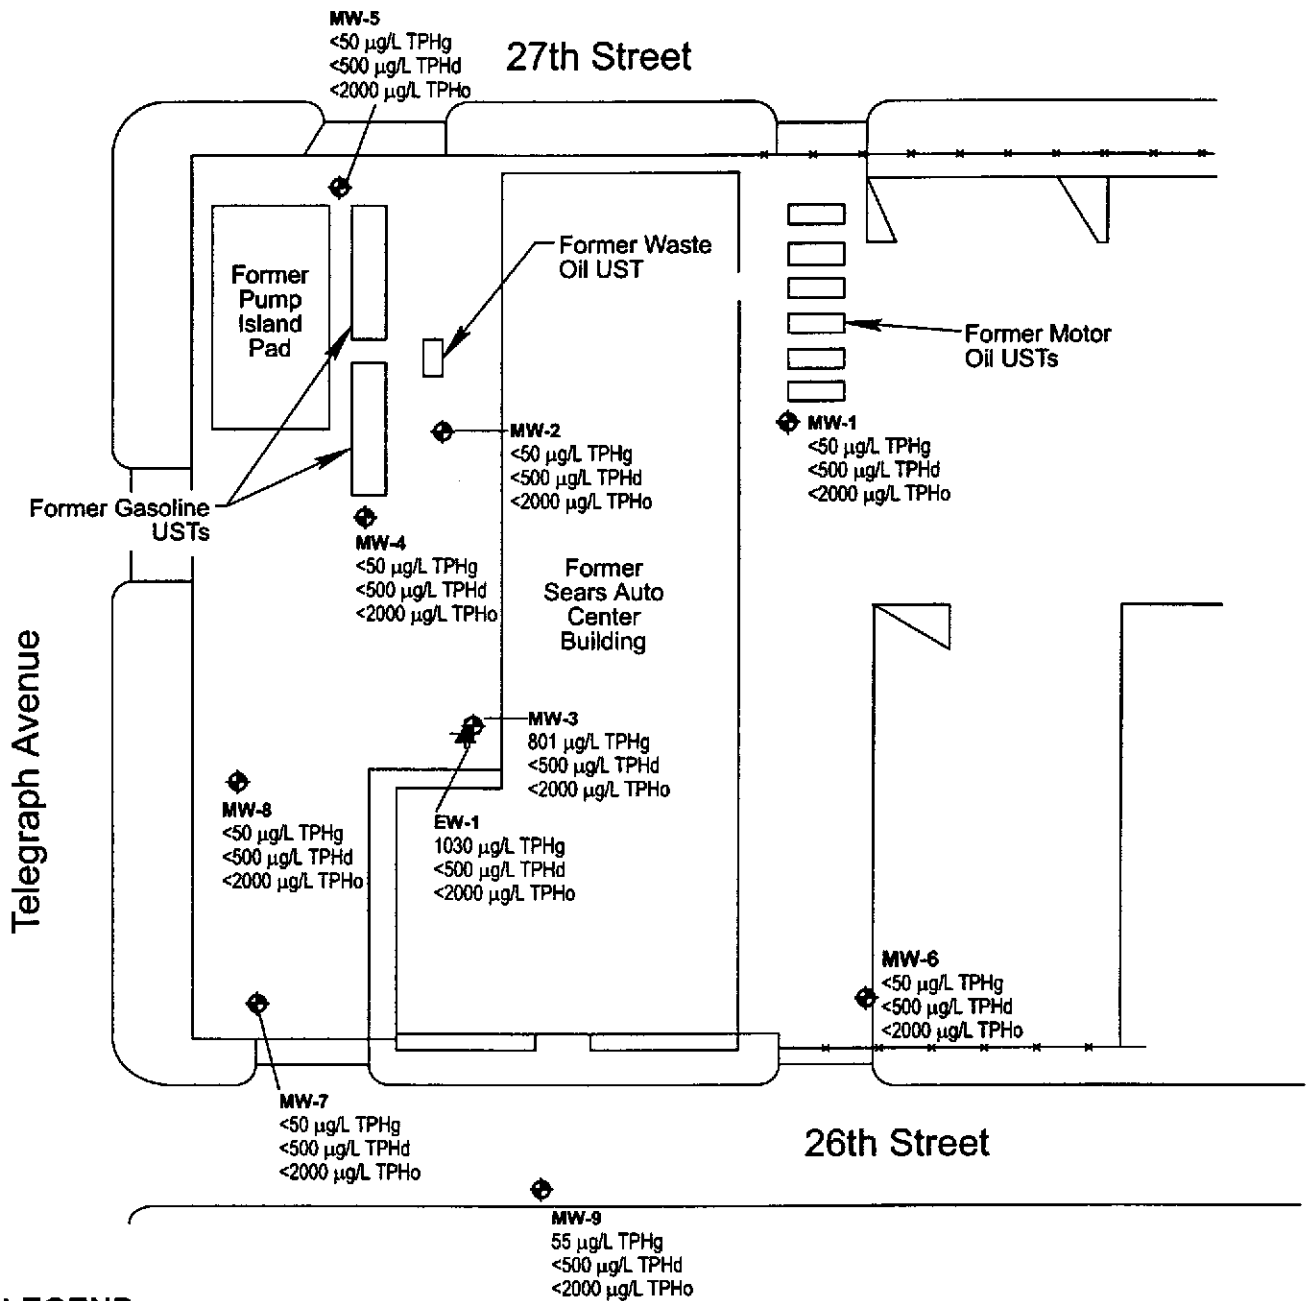 MW-5
<50 µg/L TPHg
<500 µg/L TPHd
<2000 µg/L TPHo
27th Street
Former
Pump
Island
Pad
Former Waste
Oil UST
Former Motor
Oil USTs
MW-2
<50 µg/L TPHg
<500 µg/L TPHd
<2000 µg/L TPHo
MW-1
<50 µg/L TPHg
<500 µg/L TPHd
<2000 µg/L TPHo
Former Gasoline
USTs
MW-4
<50 µg/L TPHg
<500 µg/L TPHd
<2000 µg/L TPHo
Former
Sears Auto
Center
Building
Telegraph Avenue
MW-3
801 µg/L TPHg
<500 µg/L TPHd
<2000 µg/L TPHo
MW-8
<50 µg/L TPHg
<500 µg/L TPHd
<2000 µg/L TPHo
EW-1
1030 µg/L TPHg
<500 µg/L TPHd
<2000 µg/L TPHo
MW-6
<50 µg/L TPHg
<500 µg/L TPHd
<2000 µg/L TPHo
MW-7
<50 µg/L TPHg
<500 µg/L TPHd
<2000 µg/L TPHo
26th Street
MW-9
55 µg/L TPHg
<500 µg/L TPHd
<2000 µg/L TPHo